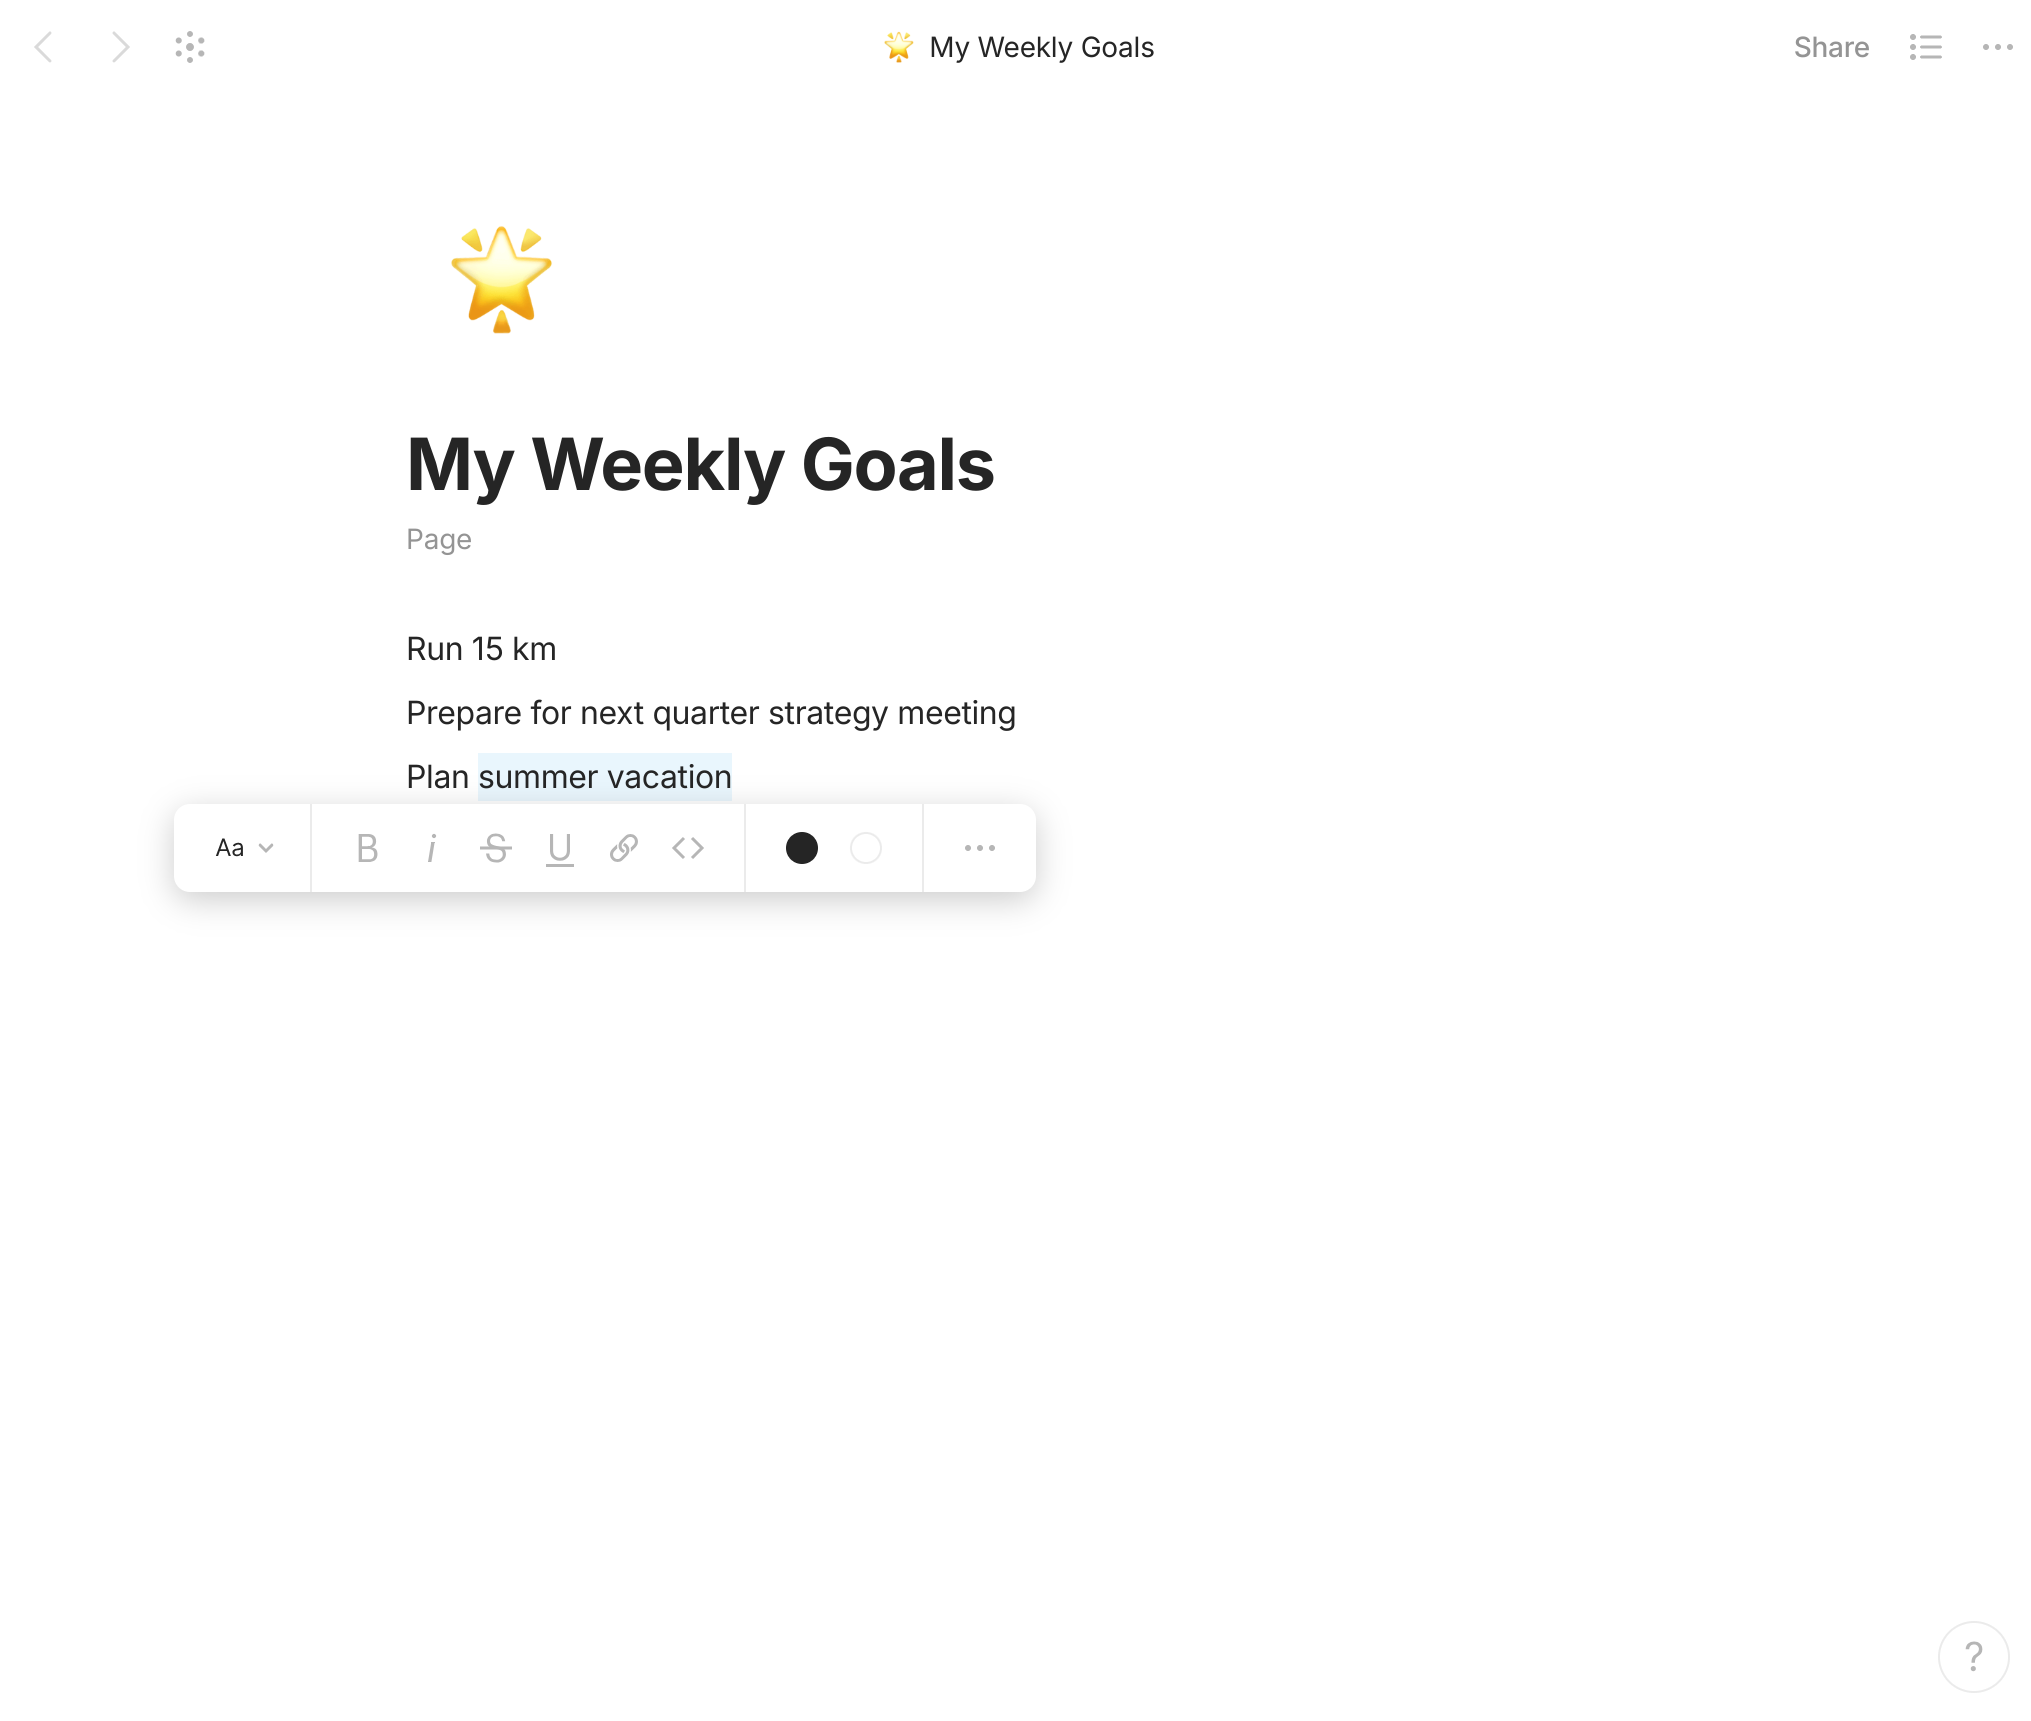 My Weekly Goals
Share
My Weekly Goals
Page
Run 15 km
Prepare for next quarter strategy meeting
Plan summer vacation
Aa B i S U <>
?